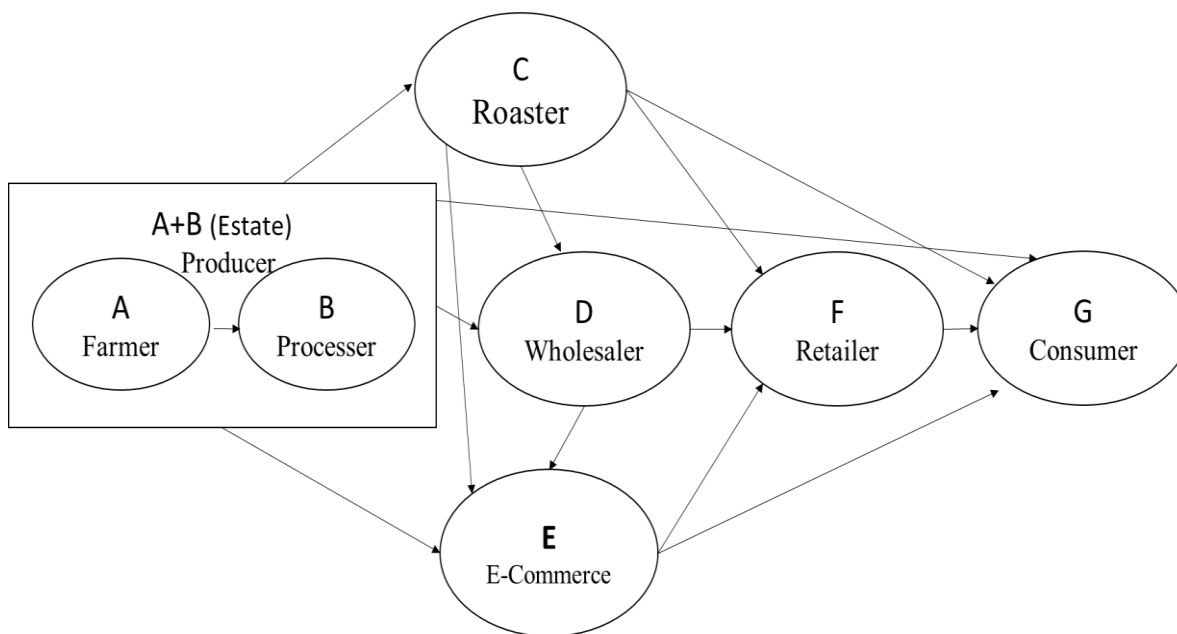 C
Roaster
A+B (Estate)
Producer
A
Farmer
B
Processer
D
Wholesaler
F
Retailer
G
Consumer
E
E-Commerce